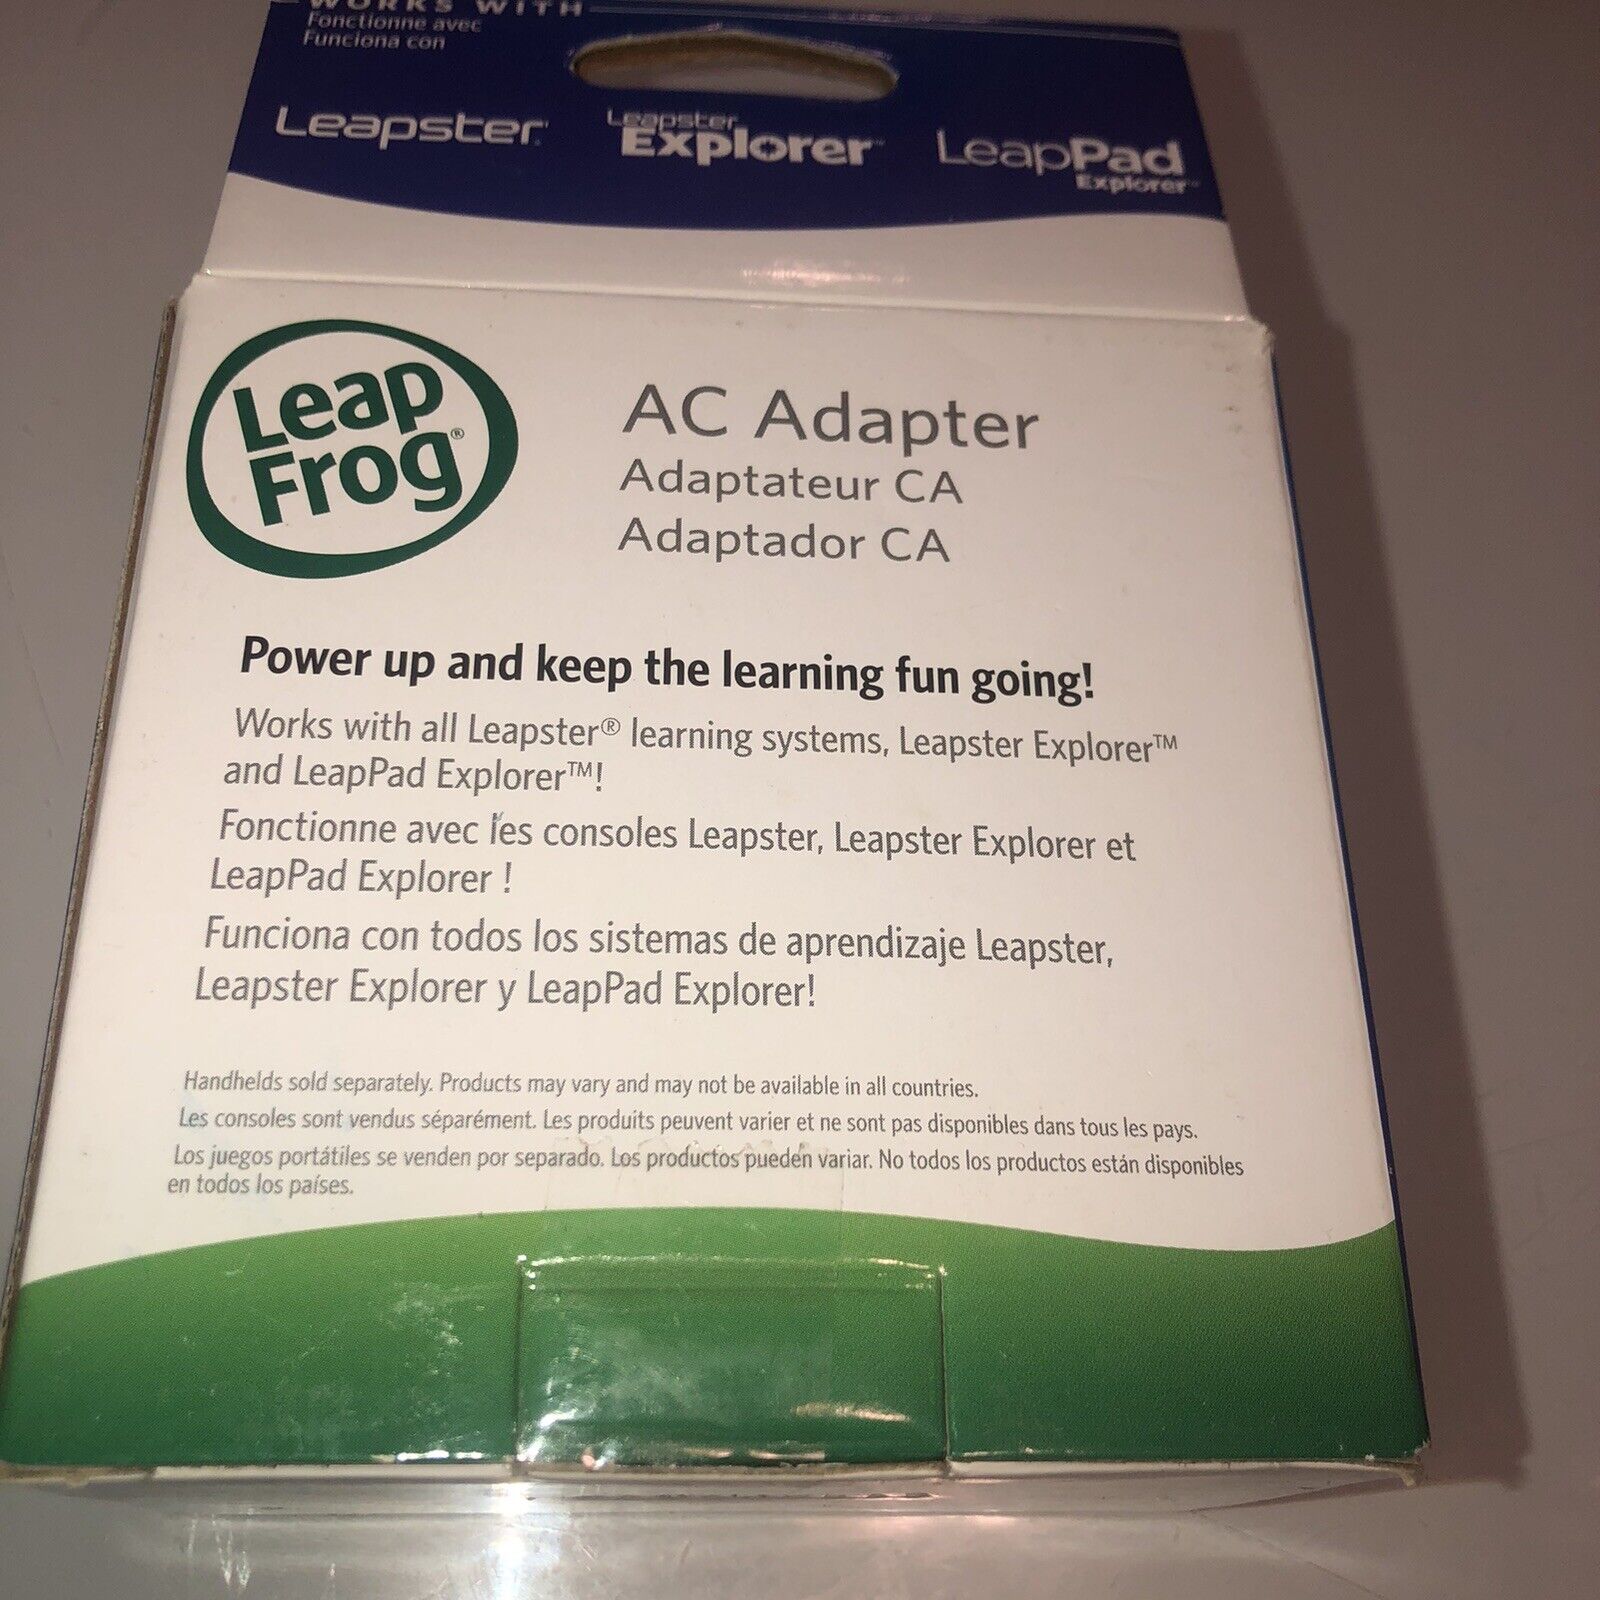 WORKS WITH
Fonctionne avec
Funciona con
Leapster®
Leapster
Explorer™
LeapPad
Explorer™
Leap
Frog®
AC Adapter
Adaptateur CA
Adaptador CA
Power up and keep the learning fun going!
Works with all Leapster® learning systems, Leapster Explorer™
and LeapPad Explorer™!
Fonctionne avec les consoles Leapster, Leapster Explorer et
LeapPad Explorer !
Funciona con todos los sistemas de aprendizaje Leapster,
Leapster Explorer y LeapPad Explorer!
Handhelds sold separately. Products may vary and may not be available in all countries.
Les consoles sont vendus séparément. Les produits peuvent varier et ne sont pas disponibles dans tous les pays.
Los juegos portátiles se venden por separado. Los productos pueden variar. No todos los productos están disponibles
en todos los países.